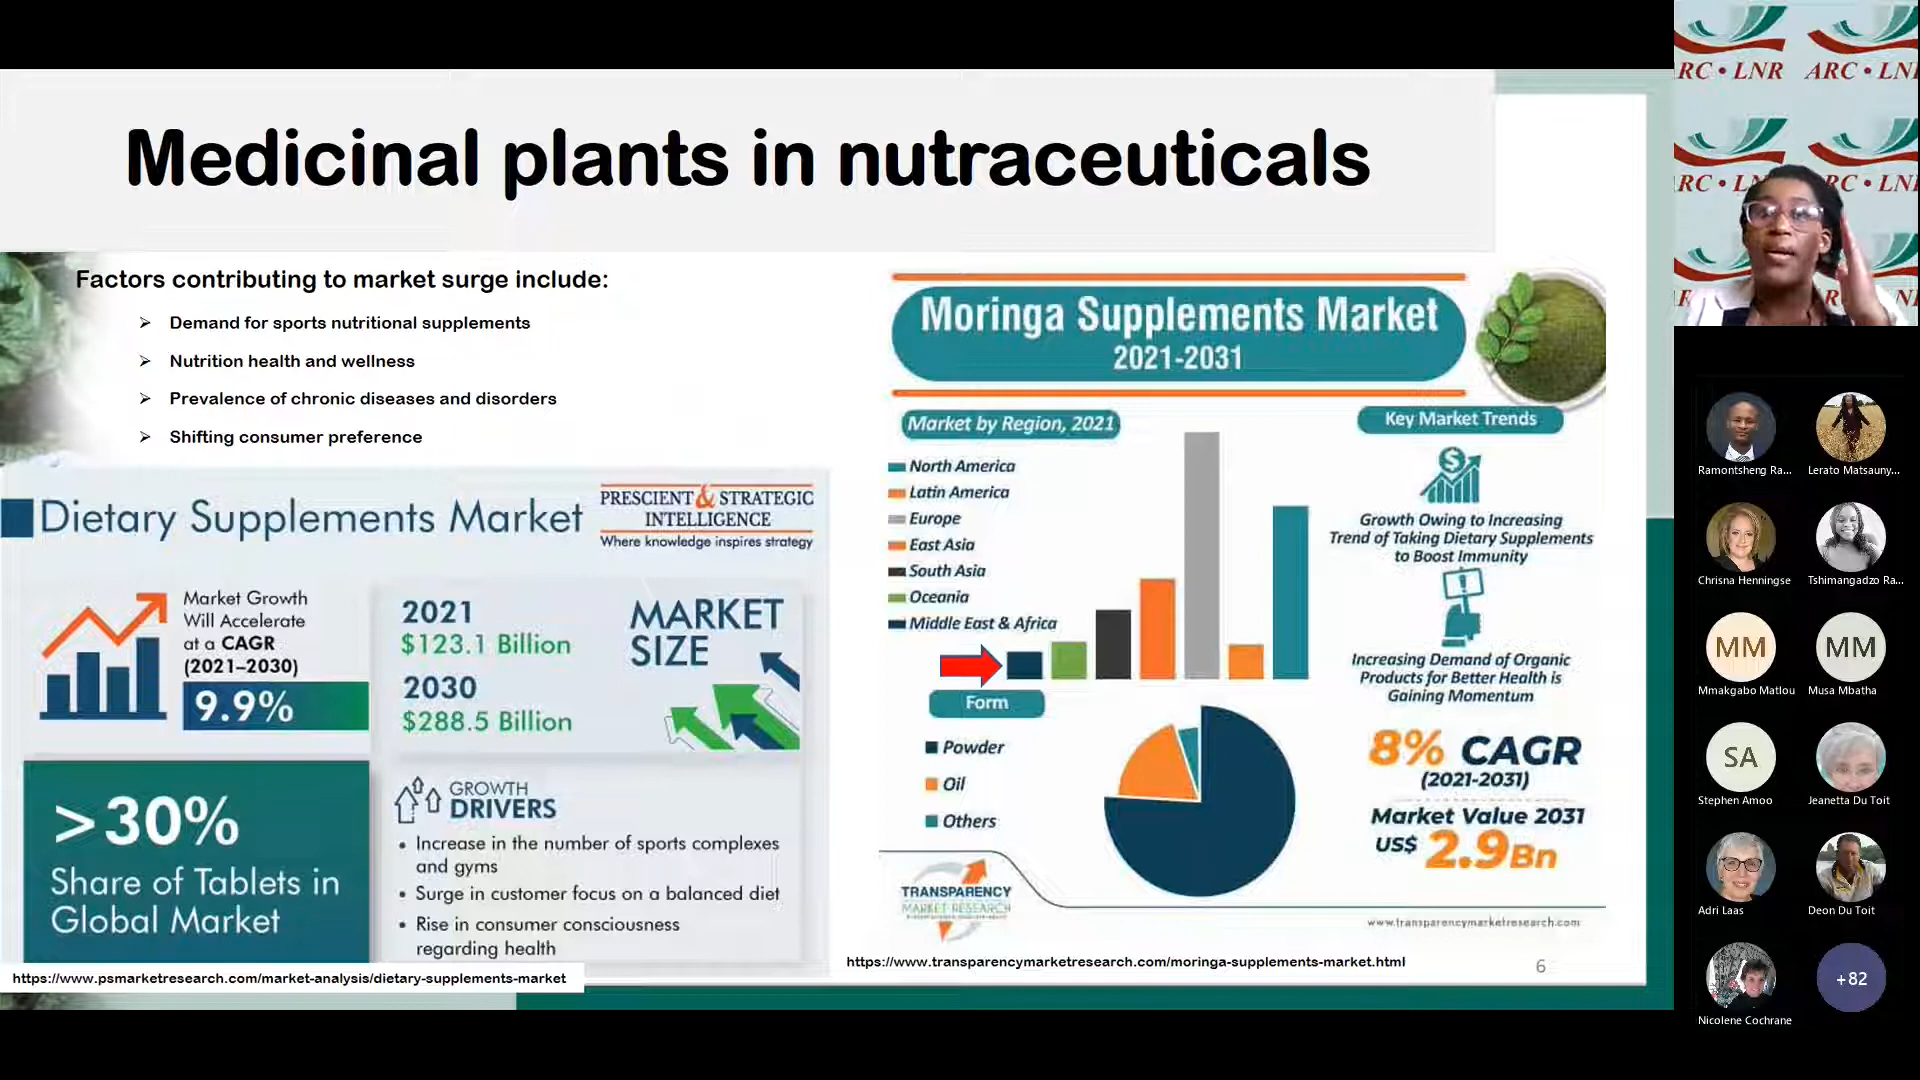 Medicinal plants in nutraceuticals
Factors contributing to market surge include:
Demand for sports nutritional supplements
Nutrition health and wellness
Prevalence of chronic diseases and disorders
Shifting consumer preference
Dietary Supplements Market
PRESCIENT & STRATEGIC
INTELLIGENCE
Where knowledge inspires strategy
Market Growth
Will Accelerate
at a CAGR
(2021–2030)
9.9%
2021
$123.1 Billion
2030
$288.5 Billion
MARKET
SIZE
>30%
Share of Tablets in
Global Market
GROWTH
DRIVERS
• Increase in the number of sports complexes
and gyms
• Surge in customer focus on a balanced diet
• Rise in consumer consciousness
regarding health
https://www.psmarketresearch.com/market-analysis/dietary-supplements-market
Moringa Supplements Market
2021-2031
Market by Region, 2021
North America
Latin America
Europe
East Asia
South Asia
Oceania
Middle East & Africa
Form
Powder
Oil
Others
Key Market Trends
$
Growth Owing to Increasing
Trend of Taking Dietary Supplements
to Boost Immunity
Increasing Demand of Organic
Products for Better Health is
Gaining Momentum
8% CAGR
(2021-2031)
Market Value 2031
US$ 2.9Bn
TRANSPARENCY
MARKET RESEARCH
www.transparencymarketresearch.com
https://www.transparencymarketresearch.com/moringa-supplements-market.html
6
RC • LNR ARC • LN
RC • LN RC • LN
Ramontsheng Ra... Lerato Matsauny...
Chrisna Henningse Tshimangadzo Ra...
MM MM
Mmakgabo Matlou Musa Mbatha
SA
Stephen Amoo Jeanetta Du Toit
Adri Laas Deon Du Toit
+82
Nicolene Cochrane